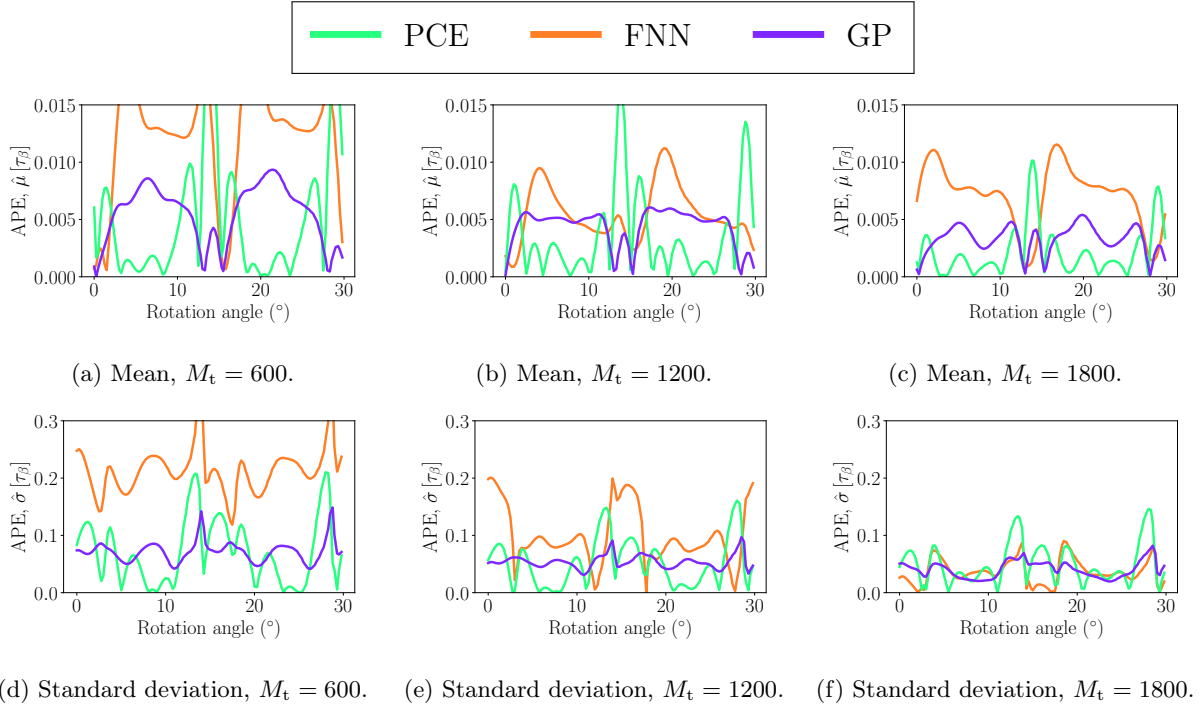 PCE FNN GP
0.015 0.010 0.005 0.000
APE, μ̂ [τβ]
0 10 20 30
Rotation angle (°)
(a) Mean, Mt = 600.
0.015 0.010 0.005 0.000
APE, μ̂ [τβ]
0 10 20 30
Rotation angle (°)
(b) Mean, Mt = 1200.
0.015 0.010 0.005 0.000
APE, μ̂ [τβ]
0 10 20 30
Rotation angle (°)
(c) Mean, Mt = 1800.
0.3 0.2 0.1 0.0
APE, σ̂ [τβ]
0 10 20 30
Rotation angle (°)
(d) Standard deviation, Mt = 600.
0.3 0.2 0.1 0.0
APE, σ̂ [τβ]
0 10 20 30
Rotation angle (°)
(e) Standard deviation, Mt = 1200.
0.3 0.2 0.1 0.0
APE, σ̂ [τβ]
0 10 20 30
Rotation angle (°)
(f) Standard deviation, Mt = 1800.